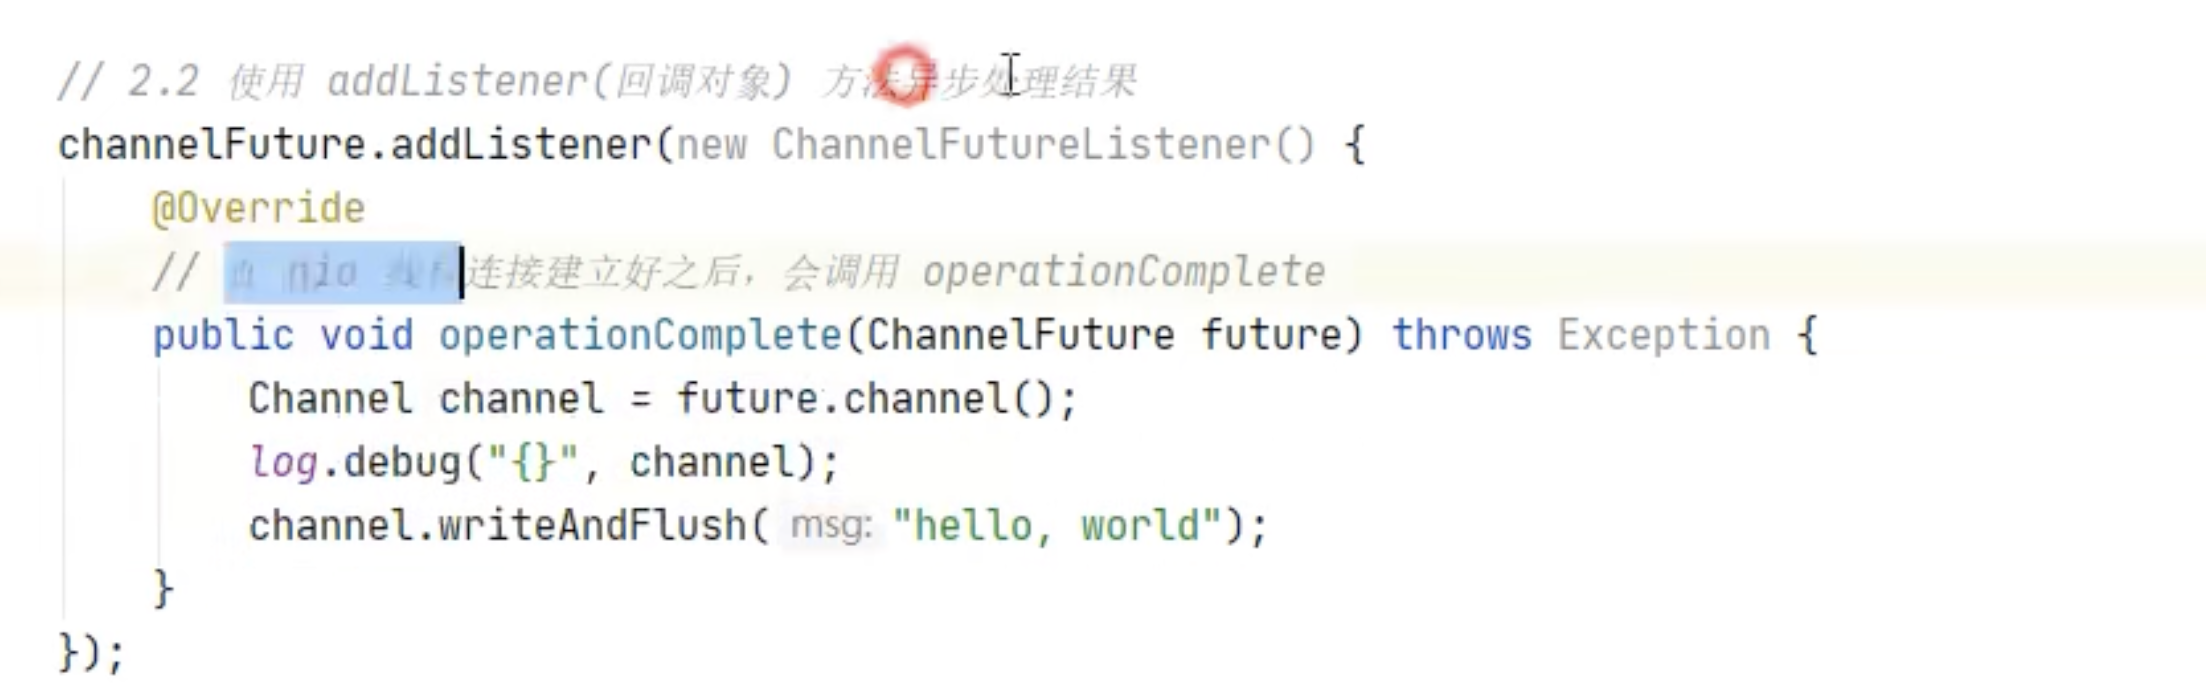 // 2.2 使用 addListener(回调对象) 方法异步处理结果
channelFuture.addListener(new ChannelFutureListener() {
@Override
// 在 nio 线程连接建立好之后，会调用 operationComplete
public void operationComplete(ChannelFuture future) throws Exception {
Channel channel = future.channel();
log.debug("{}", channel);
channel.writeAndFlush( msg: "hello, world");
}
});